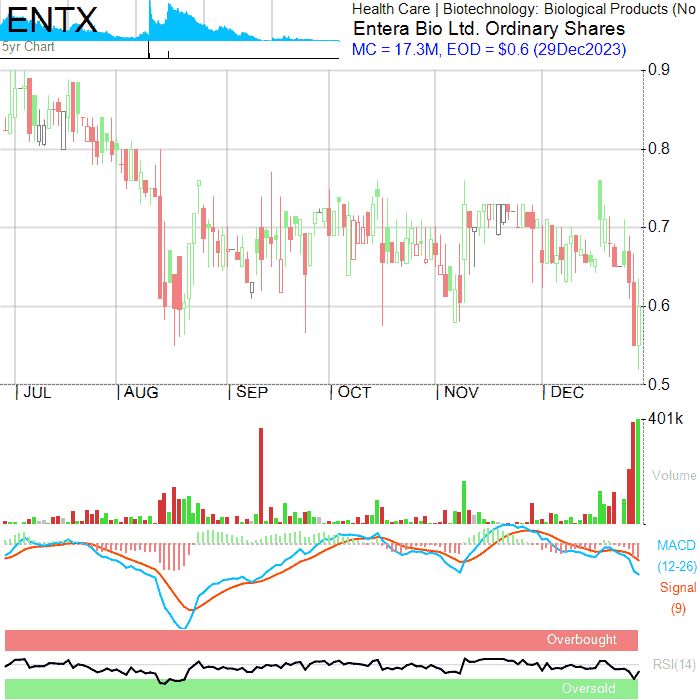 ENTX
5yr Chart
Health Care | Biotechnology: Biological Products (No
Entera Bio Ltd. Ordinary Shares
MC = 17.3M, EOD = $0.6 (29Dec2023)
0.9
0.8
0.7
0.6
0.5
JUL
AUG
SEP
OCT
NOV
DEC
401k
Volume
MACD
(12-26)
Signal
(9)
Overbought
RSI(14)
Oversold